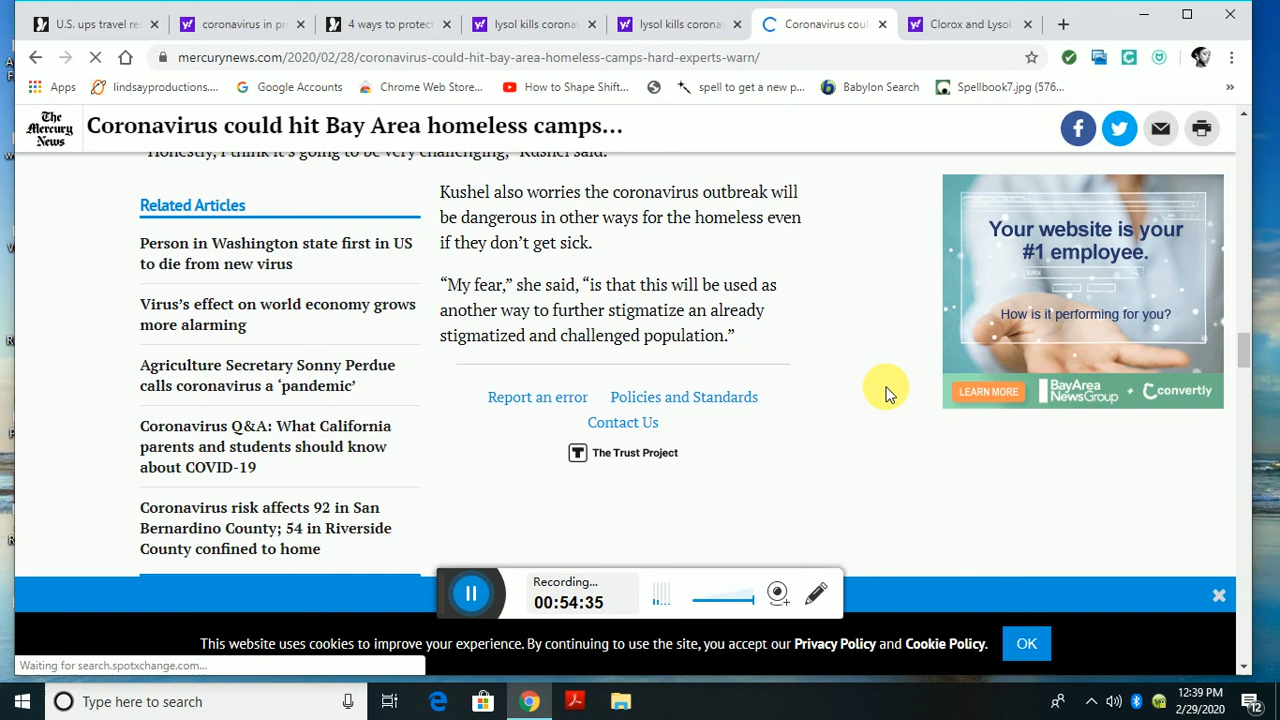 U.S. ups travel res
coronavirus in pr
4 ways to protect
lysol kills corona
lysol kills corona
Coronavirus coul
Clorox and Lysol
mercurynews.com/2020/02/28/coronavirus-could-hit-bay-area-homeless-camps-hard-experts-warn/
Apps
lindsayproductions....
Google Accounts
Chrome Web Store...
How to Shape Shift...
spell to get a new p...
Babylon Search
Spellbook7.jpg (576...
»
The Mercury News
Coronavirus could hit Bay Area homeless camps...
"Honestly, I think it's going to be very challenging," Kushel said.
Related Articles
Person in Washington state first in US
to die from new virus
Virus's effect on world economy grows
more alarming
Agriculture Secretary Sonny Perdue
calls coronavirus a 'pandemic'
Coronavirus Q&A: What California
parents and students should know
about COVID-19
Coronavirus risk affects 92 in San
Bernardino County; 54 in Riverside
County confined to home
Kushel also worries the coronavirus outbreak will
be dangerous in other ways for the homeless even
if they don't get sick.
“My fear,” she said, “is that this will be used as
another way to further stigmatize an already
stigmatized and challenged population.”
Report an error
Policies and Standards
Contact Us
T The Trust Project
Your website is your
#1 employee.
How is it performing for you?
LEARN MORE
BayArea
NewsGroup
+ Convertly
Recording...
00:54:35
This website uses cookies to improve your experience. By continuing to use the site, you accept our Privacy Policy and Cookie Policy.
OK
Waiting for search.spotxchange.com...
Type here to search
12:39 PM
2/29/2020
12